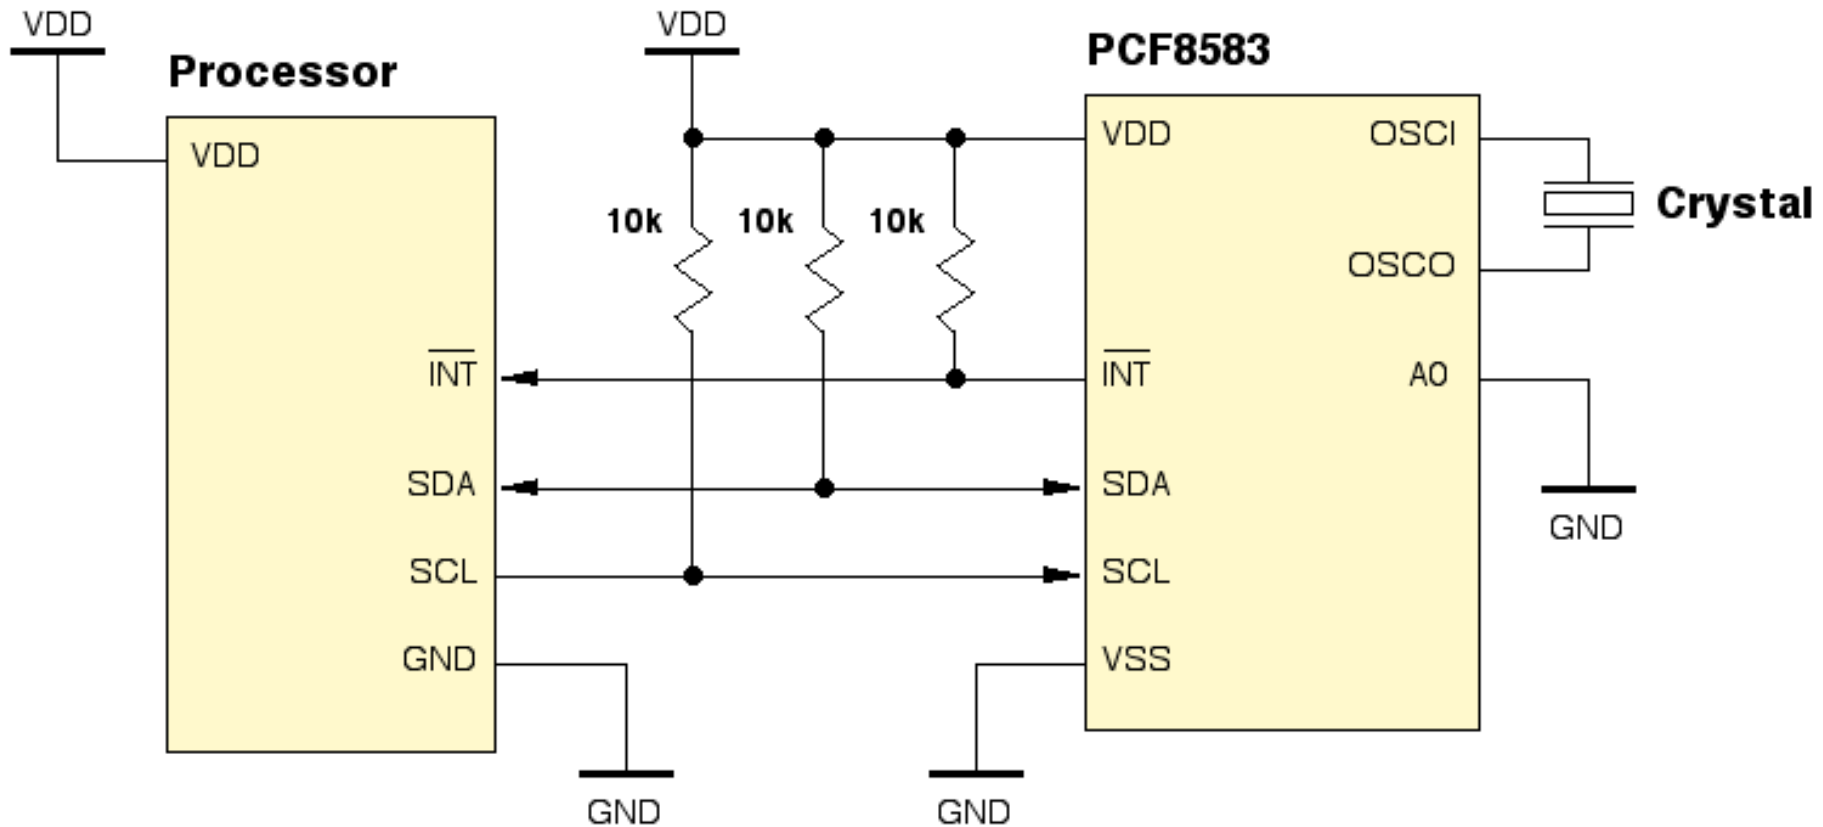 VDD
VDD
PCF8583
Processor
VDD
VDD
OSCI
10k
10k
10k
Crystal
OSCO
INT
INT
A0
SDA
SDA
GND
SCL
SCL
GND
VSS
GND
GND